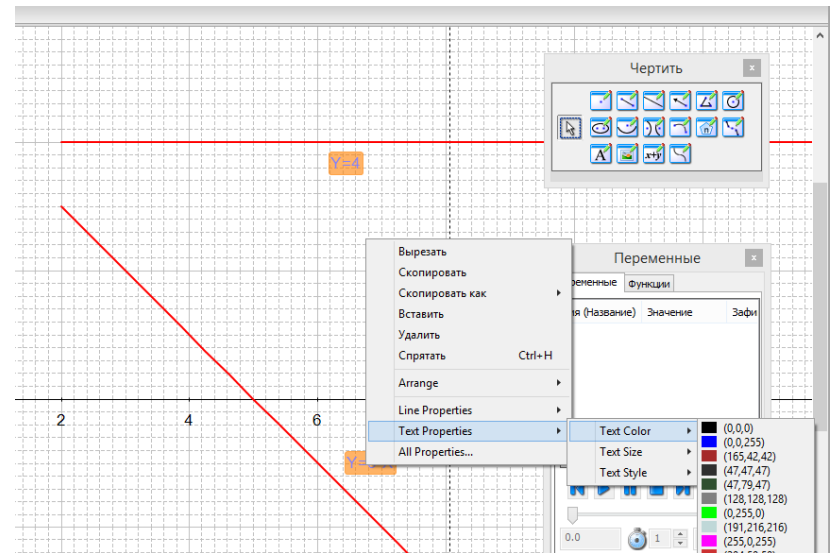 Чертить
A
x+y
Y=4
Вырезать
Скопировать
Скопировать как
Вставить
Удалить
Спрятать Ctrl+H
Arrange
Line Properties
Text Properties
All Properties...
Переменные
Функции
(Название) Значение
Text Color
Text Size
Text Style
(0,0,0)
(0,0,255)
(165,42,42)
(47,47,47)
(47,79,47)
(128,128,128)
(0,255,0)
(191,216,216)
(255,0,255)
2 4 6
0.0 1